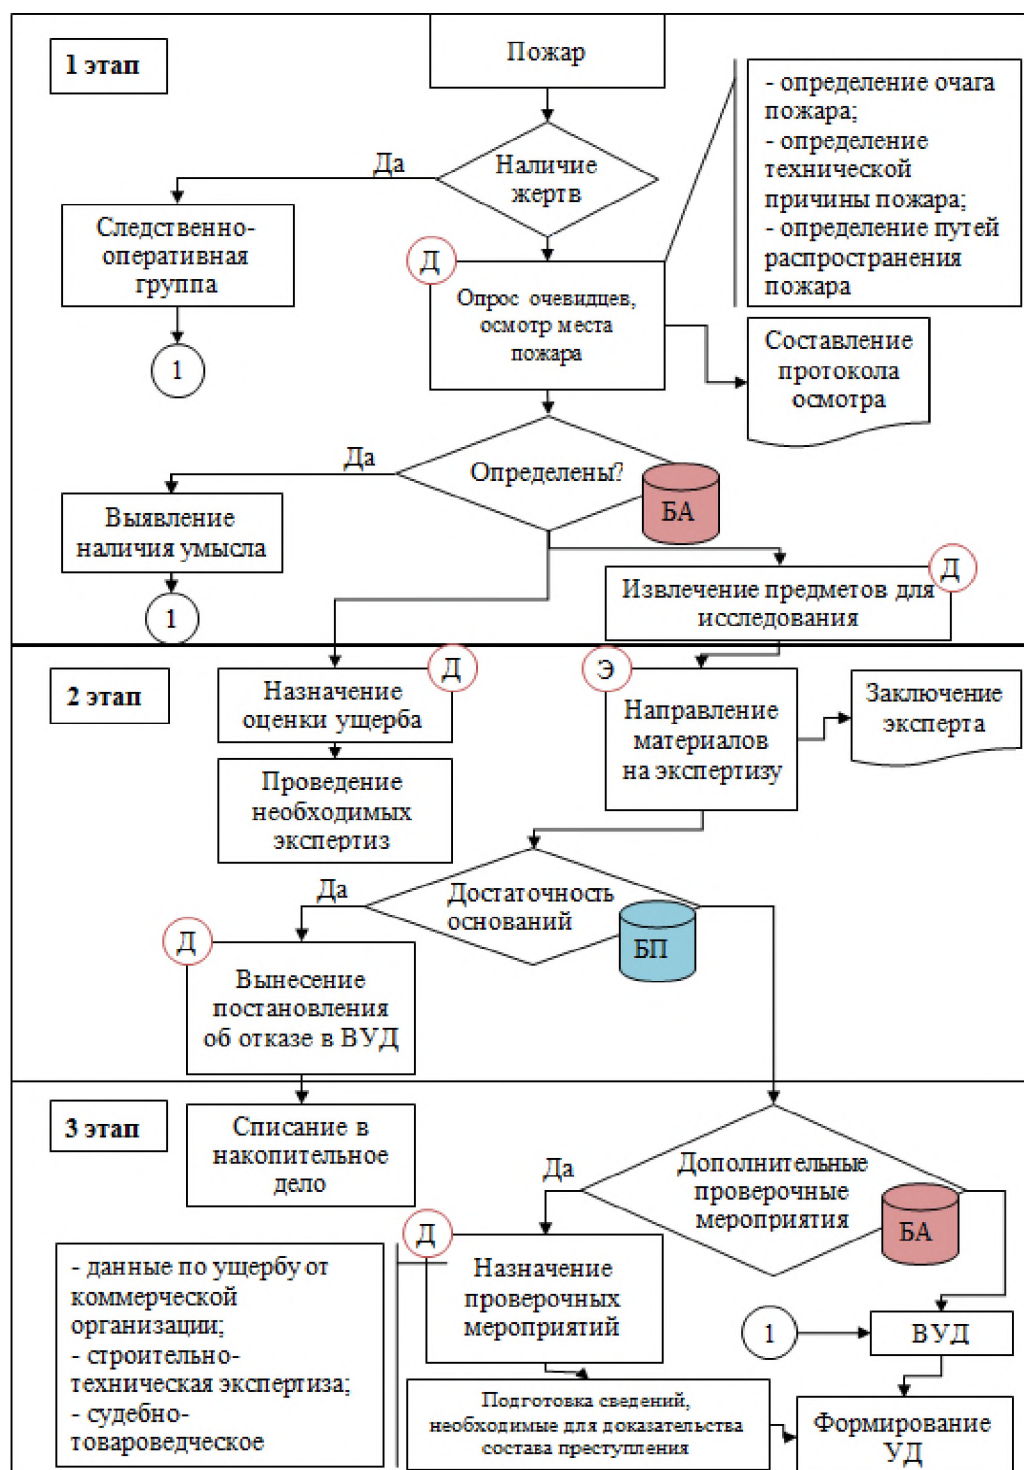 1 этап
Пожар
- определение очага
пожара;
- определение
технической
причины пожара;
- определение путей
распространения
пожара
Наличие
жертв
Да
Следственно-
оперативная
группа
1
Д
Опрос очевидцев,
осмотр места
пожара
Составление
протокола
осмотра
Определены?
БА
Да
Выявление
наличия умысла
1
Д
Извлечение предметов для
исследования
2 этап
Д
Назначение
оценки ущерба
Проведение
необходимых
экспертиз
Э
Направление
материалов
на экспертизу
Заключение
эксперта
Достаточность
оснований
БП
Да
Д
Вынесение
постановления
об отказе в ВУД
3 этап
Списание в
накопительное
дело
Дополнительные
проверочные
мероприятия
БА
Да
Д
Назначение
проверочных
мероприятий
- данные по ущербу от
коммерческой
организации;
- строительно-
техническая экспертиза;
- судебно-
товароведческое
1
ВУД
Подготовка сведений,
необходимые для доказательства
состава преступления
Формирование
УД